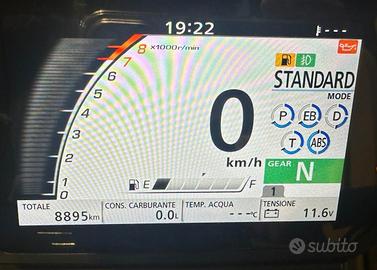 19:22
---
8 x1000r/min
7
6
5
4
3
2
1
0
STANDARD
MODE
P EB D
T ABS
0
km/h
GEAR N
1
E F
TOTALE CONS. CARBURANTE TEMP. ACQUA TENSIONE
8895km 0.0L ---°C 11.6v
subito